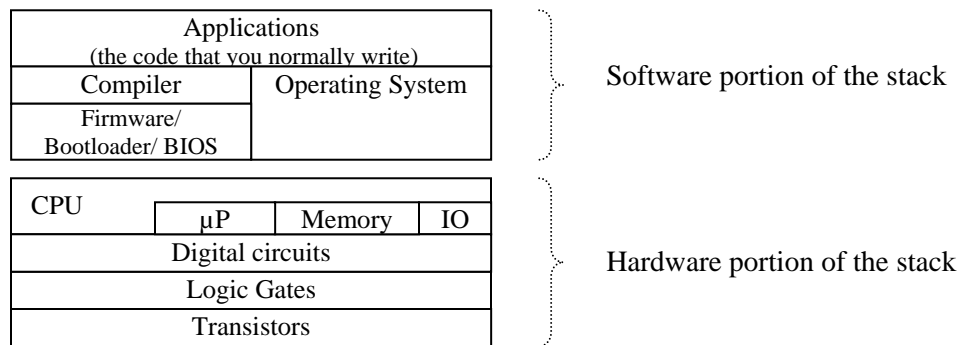 Applications
(the code that you normally write)
Compiler
Operating System
Firmware/
Bootloader/ BIOS
Software portion of the stack
CPU
µP
Memory
IO
Digital circuits
Logic Gates
Transistors
Hardware portion of the stack